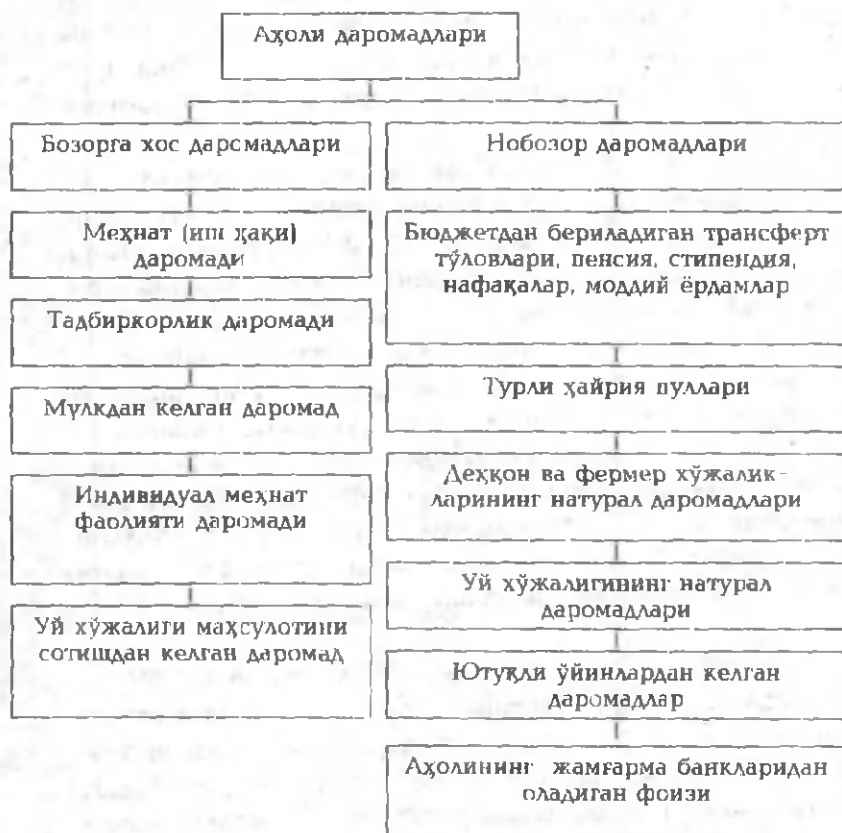 Аҳоли даромадлари
Бозорга хос дарсмадлари
Меҳнат (иш ҳақи)
даромади
Тадбиркорлик даромади
Мулкдан келган даромад
Индивидуал меҳнат
фаолияти даромади
Уй хўжалиги маҳсулотини
сотишдан келган даромад
Нобозор даромадлари
Бюджетдан бериладиган трансферт
тўловлари, пенсия, стипендия,
нафақалар, моддий ёрдамлар
Турли ҳайрия пуллари
Деҳқон ва фермер хўжалик-
ларининг натурал даромадлари
Уй хўжалигининг натурал
даромадлари
Ютуқли ўйинлардан келган
даромадлар
Аҳолининг жамғарма банкларидан
оладиган фоизи